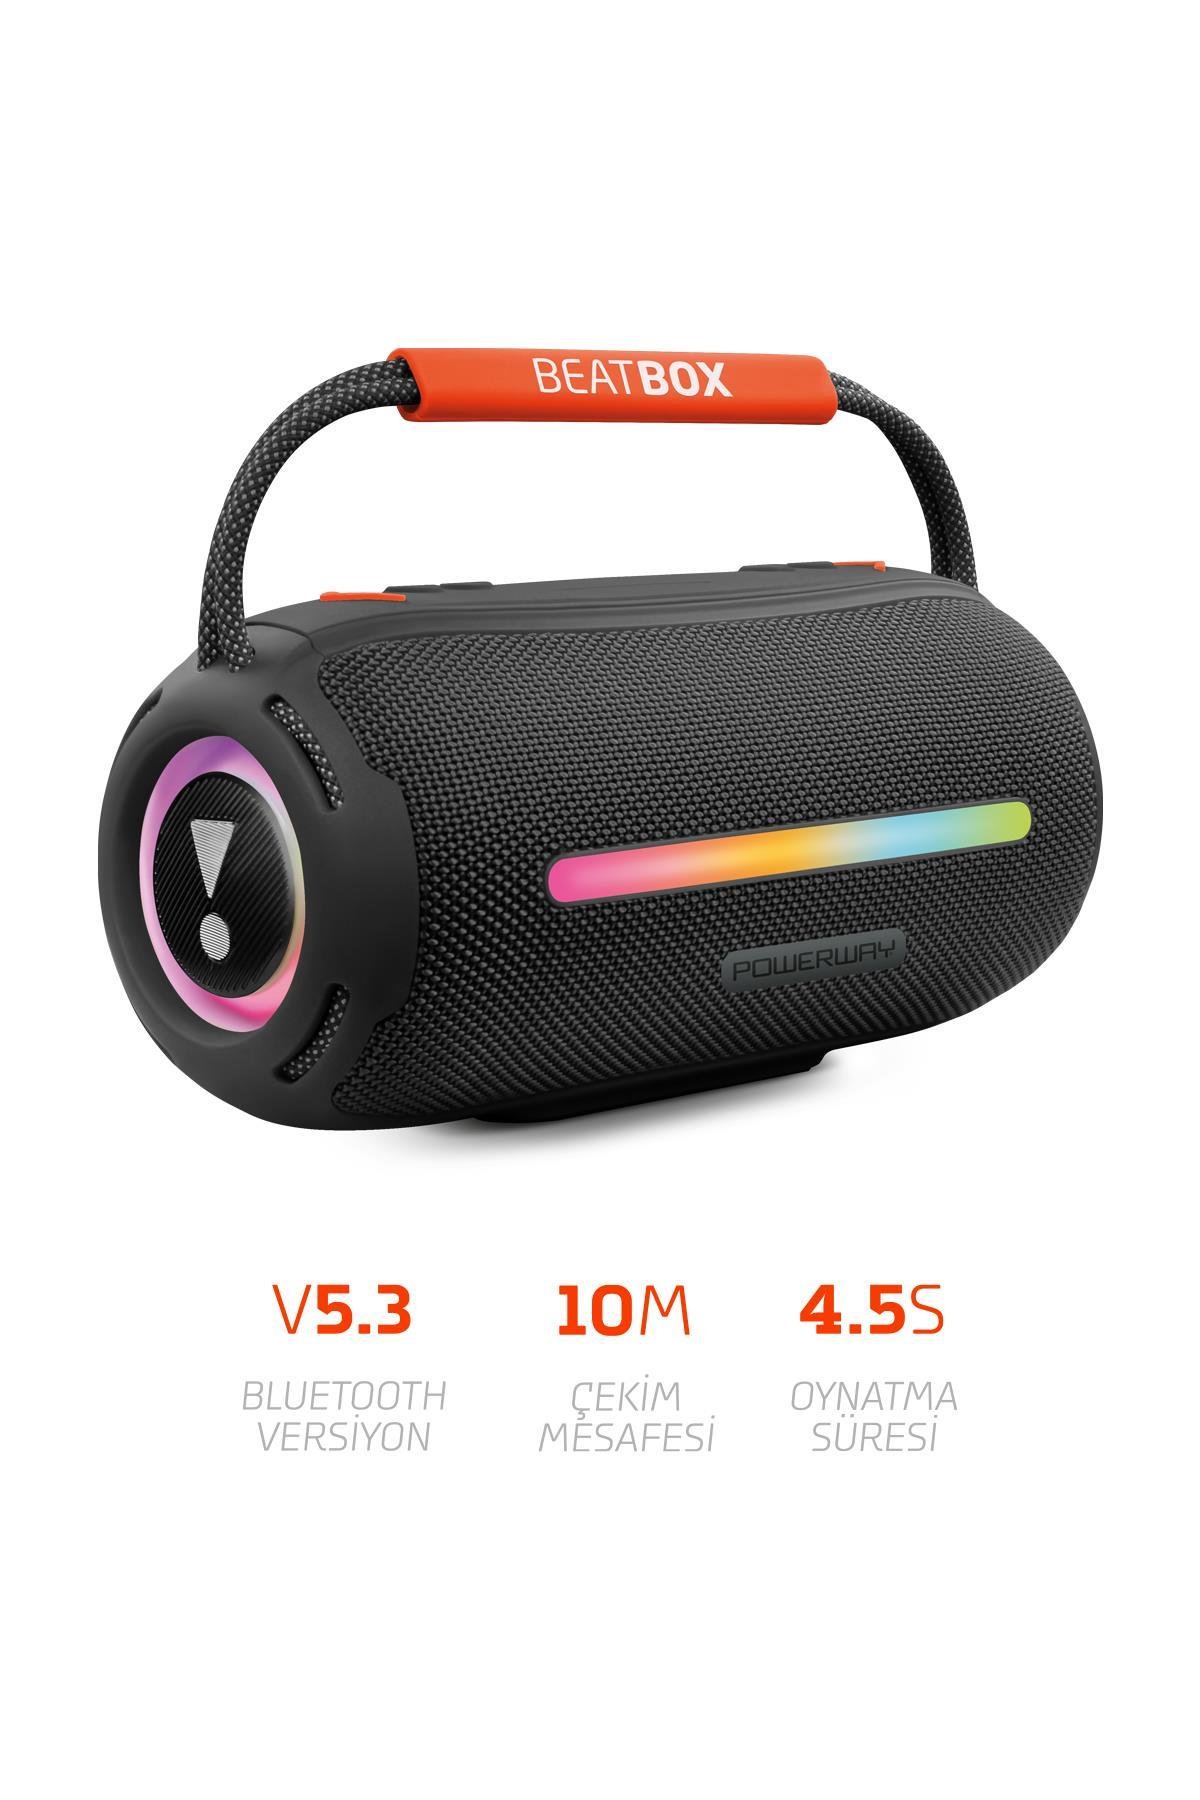 BEATBOX
POWERWAY
V5.3
10M
4.5S
BLUETOOTH
VERSİYON
ÇEKİM
MESAFESİ
OYNATMA
SÜRESİ